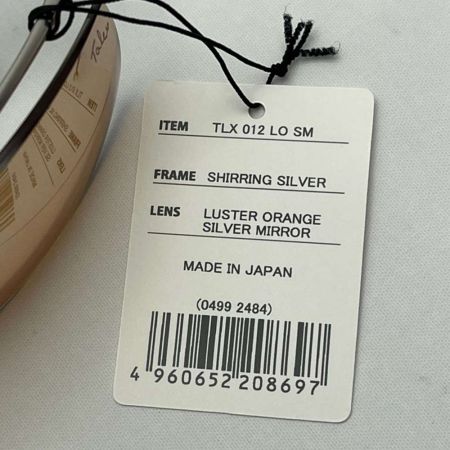 Talex
ITEM TLX 012 LO SM
FRAME SHIRRING SILVER
LENS LUSTER ORANGE
SILVER MIRROR
MADE IN JAPAN
(0499 2484)
4 960652 208697